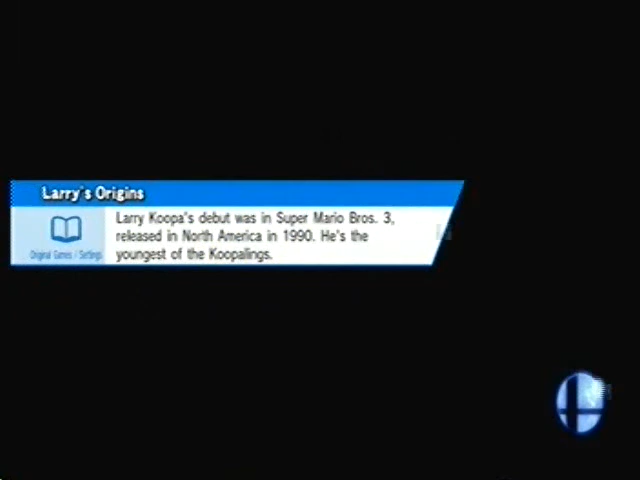 Larry's Origins
Larry Koopa's debut was in Super Mario Bros. 3,
released in North America in 1990. He's the
youngest of the Koopalings.
Original Games / Settings